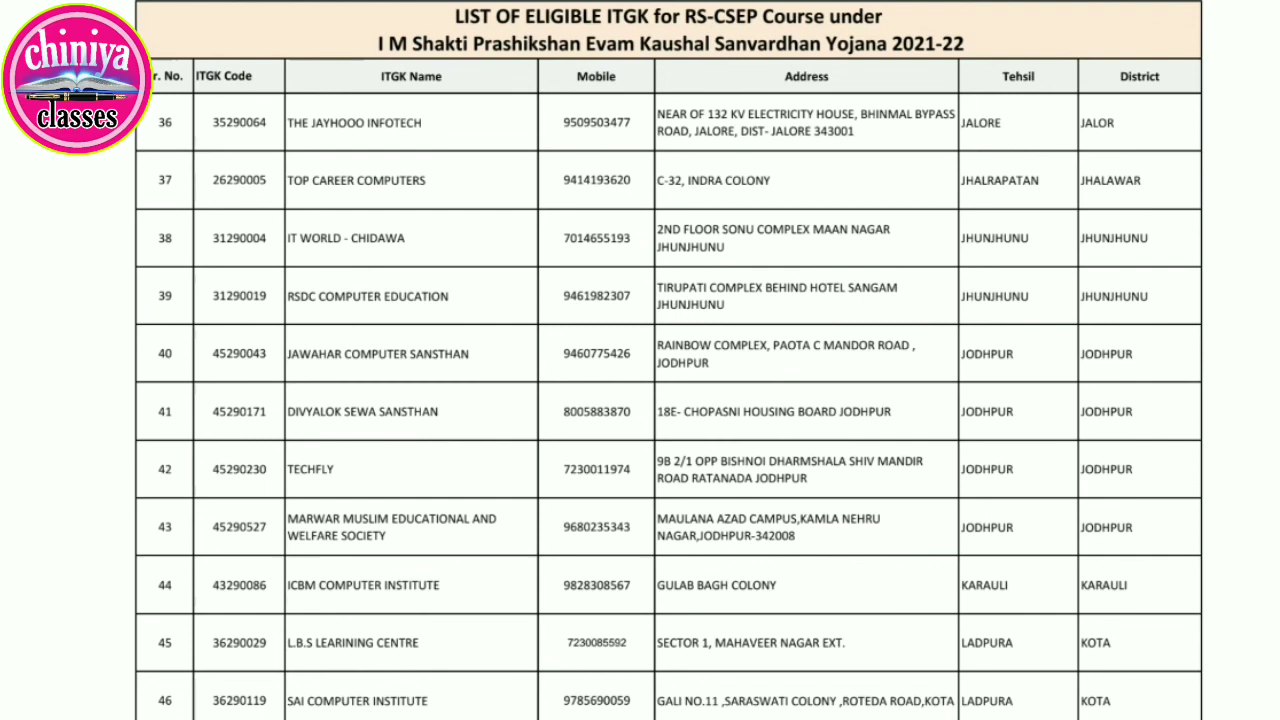 chiniya
classes
LIST OF ELIGIBLE ITGK for RS-CSEP Course under
I M Shakti Prashikshan Evam Kaushal Sanvardhan Yojana 2021-22
r. No. ITGK Code ITGK Name Mobile Address Tehsil District
36 35290064 THE JAYHOOO INFOTECH 9509503477 NEAR OF 132 KV ELECTRICITY HOUSE, BHINMAL BYPASS
ROAD, JALORE, DIST- JALORE 343001 JALORE JALOR
37 26290005 TOP CAREER COMPUTERS 9414193620 C-32, INDRA COLONY JHALRAPATAN JHALAWAR
38 31290004 IT WORLD - CHIDAWA 7014655193 2ND FLOOR SONU COMPLEX MAAN NAGAR
JHUNJHUNU JHUNJHUNU JHUNJHUNU
39 31290019 RSDC COMPUTER EDUCATION 9461982307 TIRUPATI COMPLEX BEHIND HOTEL SANGAM
JHUNJHUNU JHUNJHUNU JHUNJHUNU
40 45290043 JAWAHAR COMPUTER SANSTHAN 9460775426 RAINBOW COMPLEX, PAOTA C MANDOR ROAD ,
JODHPUR JODHPUR JODHPUR
41 45290171 DIVYALOK SEWA SANSTHAN 8005883870 18E- CHOPASNI HOUSING BOARD JODHPUR JODHPUR JODHPUR
42 45290230 TECHFLY 7230011974 9B 2/1 OPP BISHNOI DHARMSHALA SHIV MANDIR
ROAD RATANADA JODHPUR JODHPUR JODHPUR
43 45290527 MARWAR MUSLIM EDUCATIONAL AND
WELFARE SOCIETY 9680235343 MAULANA AZAD CAMPUS,KAMLA NEHRU
NAGAR,JODHPUR-342008 JODHPUR JODHPUR
44 43290086 ICBM COMPUTER INSTITUTE 9828308567 GULAB BAGH COLONY KARAULI KARAULI
45 36290029 L.B.S LEARINING CENTRE 7230085592 SECTOR 1, MAHAVEER NAGAR EXT. LADPURA KOTA
46 36290119 SAI COMPUTER INSTITUTE 9785690059 GALI NO.11 ,SARASWATI COLONY ,ROTEDA ROAD,KOTA LADPURA KOTA